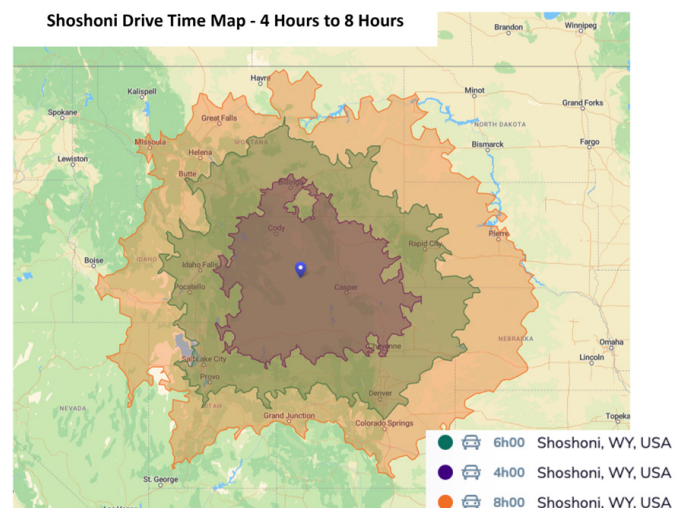 Shoshoni Drive Time Map - 4 Hours to 8 Hours
Brandon
Winnipeg
Havre
Kalispell
Minot
Spokane
Great Falls
Grand Forks
NORTH DAKOTA
Missoula
MONTANA
Bismarck
Fargo
Lewiston
Helena
Butte
Billings
Cody
Pierre
Rapid City
Boise
IDAHO
Idaho Falls
Pocatello
Casper
NEBRASKA
Omaha
Cheyenne
Lincoln
Salt Lake City
Provo
Denver
NEVADA
UTAH
Grand Junction
Colorado Springs
Topeka
6h00 Shoshoni, WY, USA
4h00 Shoshoni, WY, USA
St. George
8h00 Shoshoni, WY, USA